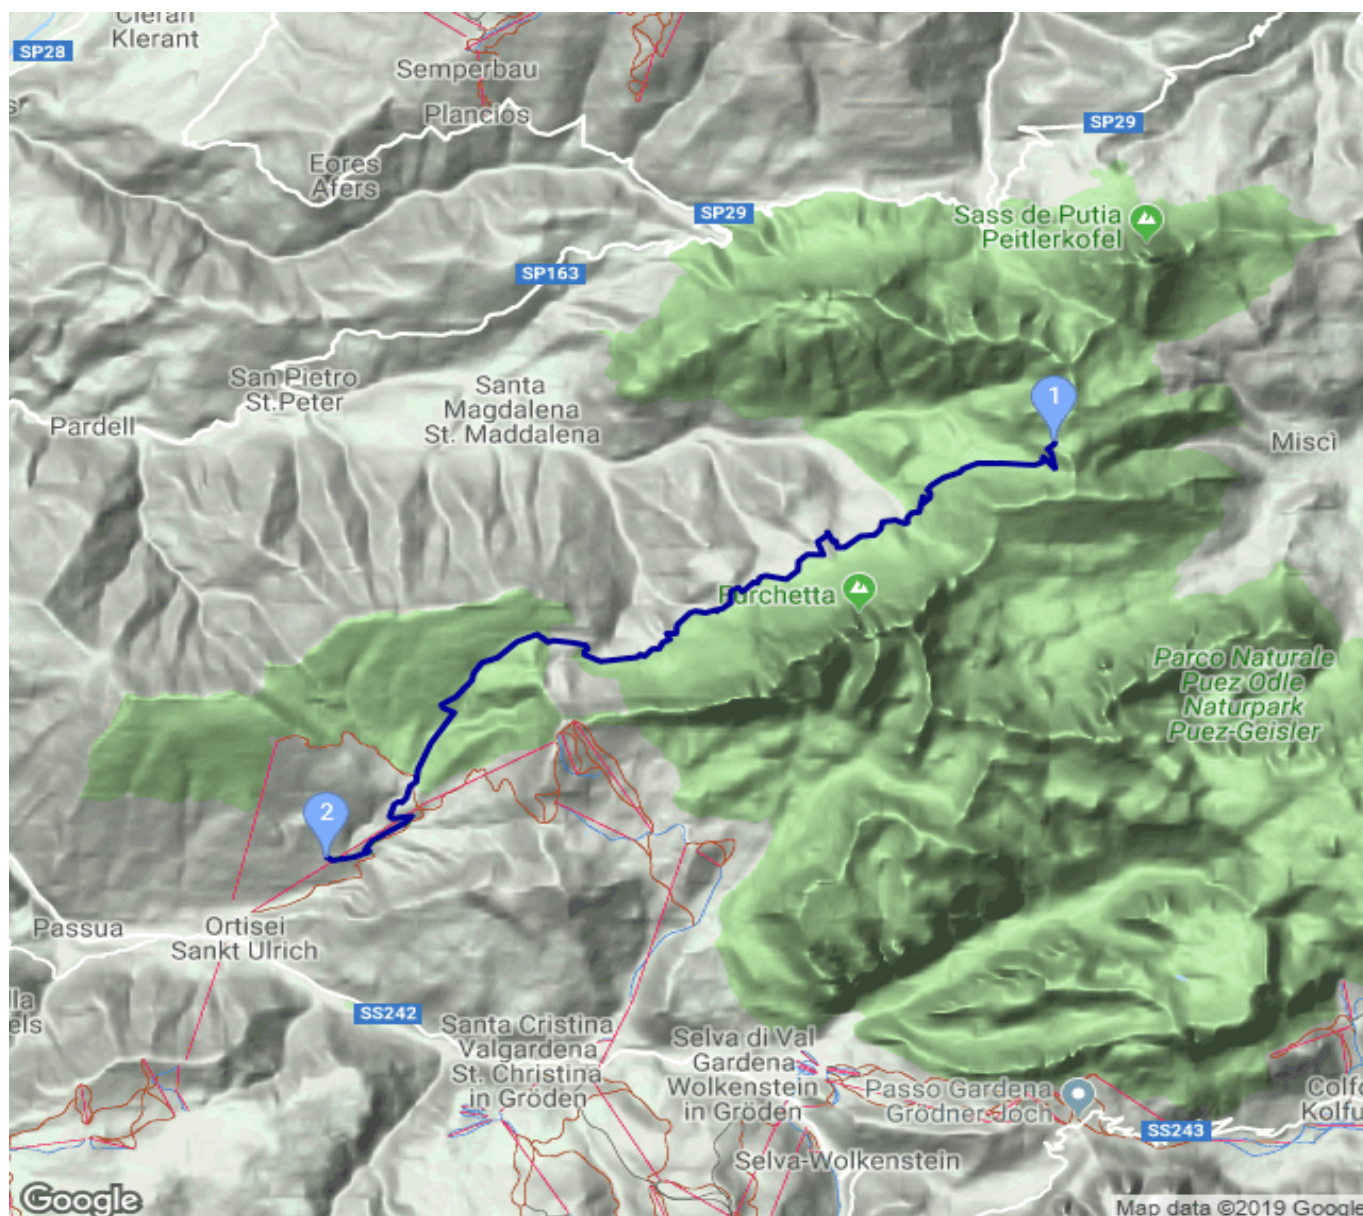 Cleran
Klerant
SP28
Semperbau
Plancios
SP29
Eores
Afers
SP29
Sass de Putia
Peitlerkofel
SP163
San Pietro
St.Peter
Santa
Magdalena
St. Maddalena
1
Pardell
Miscì
Furchetta
Parco Naturale
Puez Odle
Naturpark
Puez-Geisler
2
Passua
Ortisei
Sankt Ulrich
SS242
Santa Cristina
Valgardena
St. Christina
in Gröden
Selva di Val
Gardena
Wolkenstein
in Gröden
Passo Gardena
Grödner Joch
SS243
Selva-Wolkenstein
Google
Map data ©2019 Google